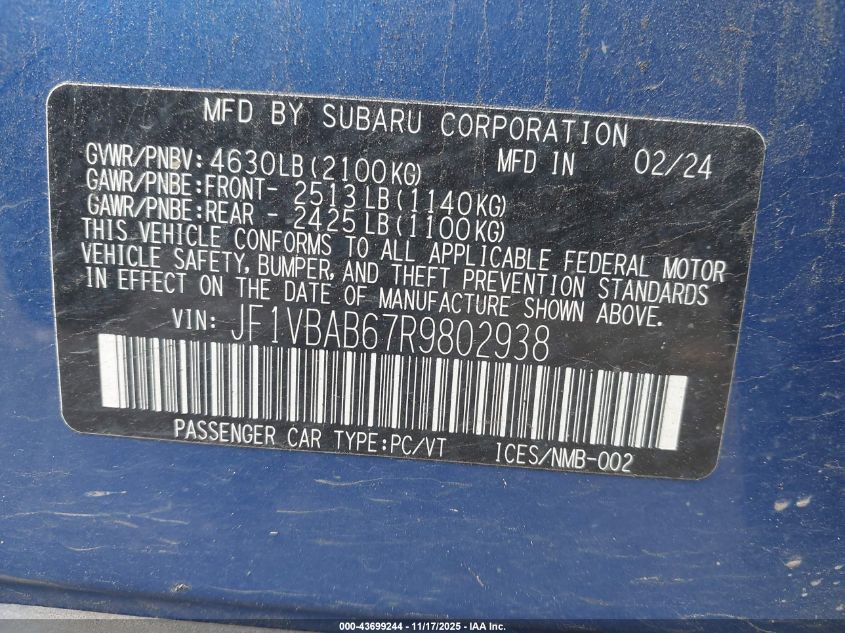 MFD BY SUBARU CORPORATION
GVWR/PNBV: 4630LB(2100KG) MFD IN 02/24
GAWR/PNBE:FRONT- 2513LB(1140KG)
GAWR/PNBE:REAR - 2425LB(1100KG)
THIS VEHICLE CONFORMS TO ALL APPLICABLE FEDERAL MOTOR
VEHICLE SAFETY, BUMPER, AND THEFT PREVENTION STANDARDS
IN EFFECT ON THE DATE OF MANUFACTURE SHOWN ABOVE.
VIN: JF1VBAB67R9802938
PASSENGER CAR TYPE:PC/VT ICES/NMB-002
000-43699244 - 11/17/2025 - IAA Inc.